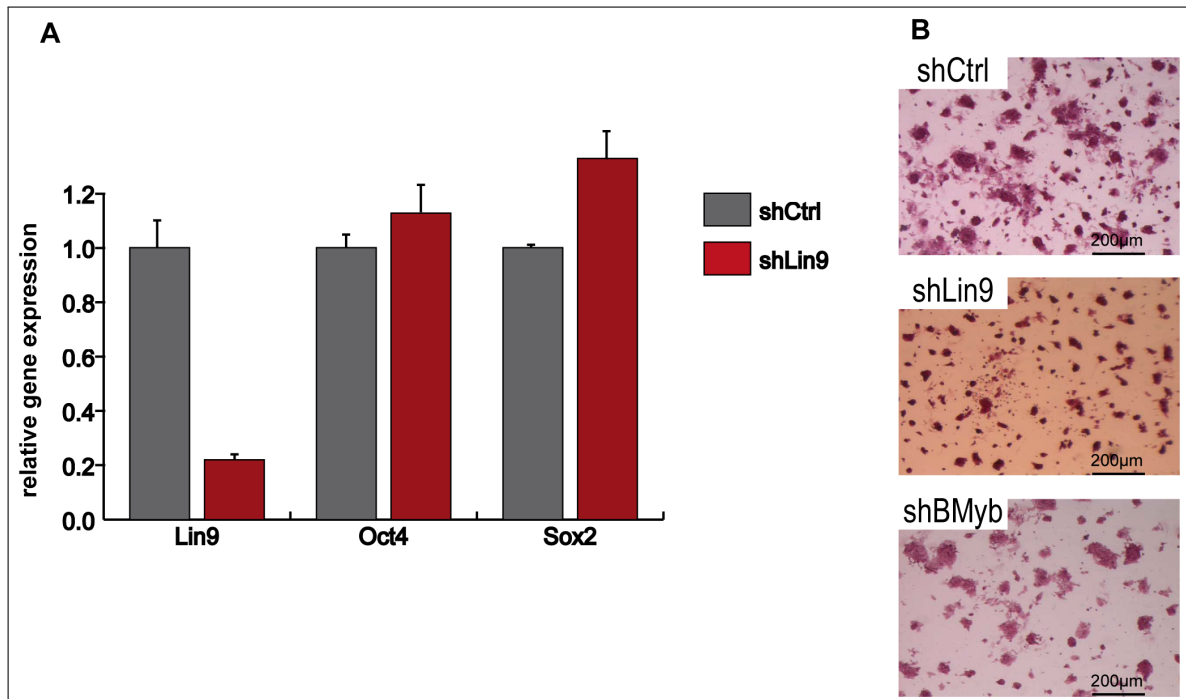 A
relative gene expression
1.2
1.0
0.8
0.6
0.4
0.2
0.0
Lin9
Oct4
Sox2
shCtrl
shLin9
B
shCtrl
200µm
shLin9
200µm
shBMyb
200µm